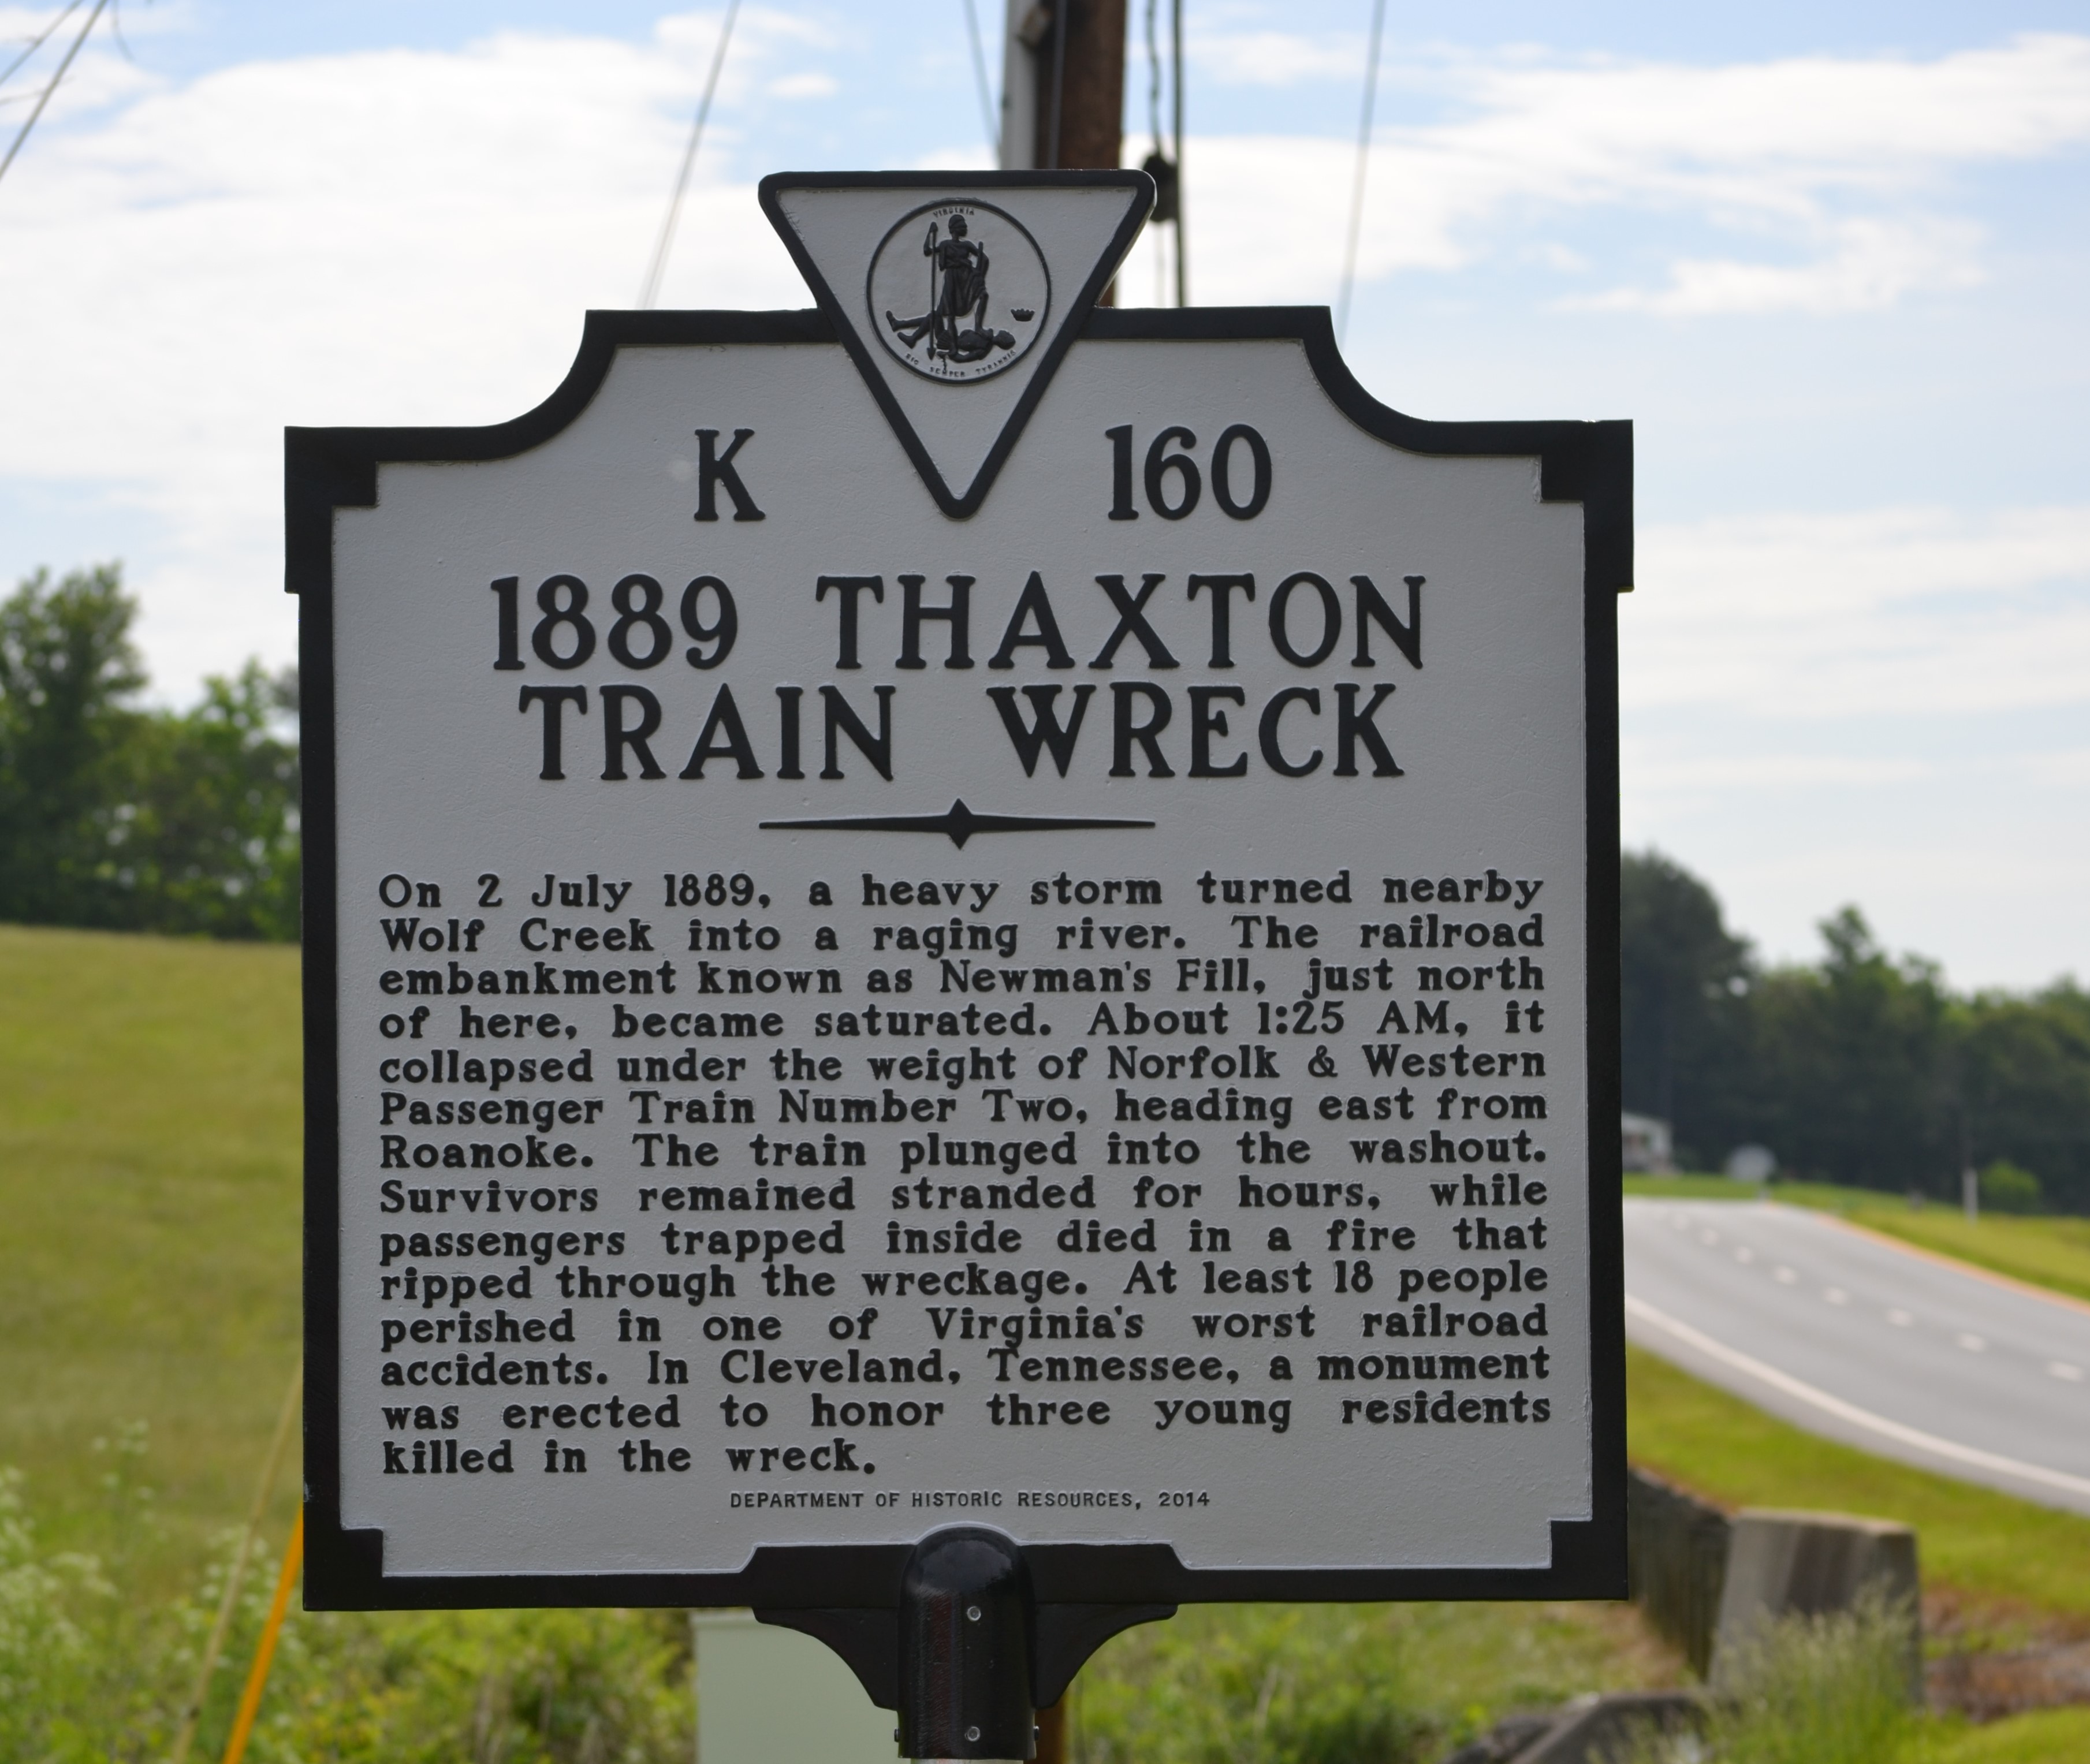 VIRGINIA
SIC SEMPER TYRANNIS
K 160
1889 THAXTON
TRAIN WRECK
On 2 July 1889, a heavy storm turned nearby
Wolf Creek into a raging river. The railroad
embankment known as Newman's Fill, just north
of here, became saturated. About 1:25 AM, it
collapsed under the weight of Norfolk & Western
Passenger Train Number Two, heading east from
Roanoke. The train plunged into the washout.
Survivors remained stranded for hours, while
passengers trapped inside died in a fire that
ripped through the wreckage. At least 18 people
perished in one of Virginia's worst railroad
accidents. In Cleveland, Tennessee, a monument
was erected to honor three young residents
killed in the wreck.
DEPARTMENT OF HISTORIC RESOURCES, 2014